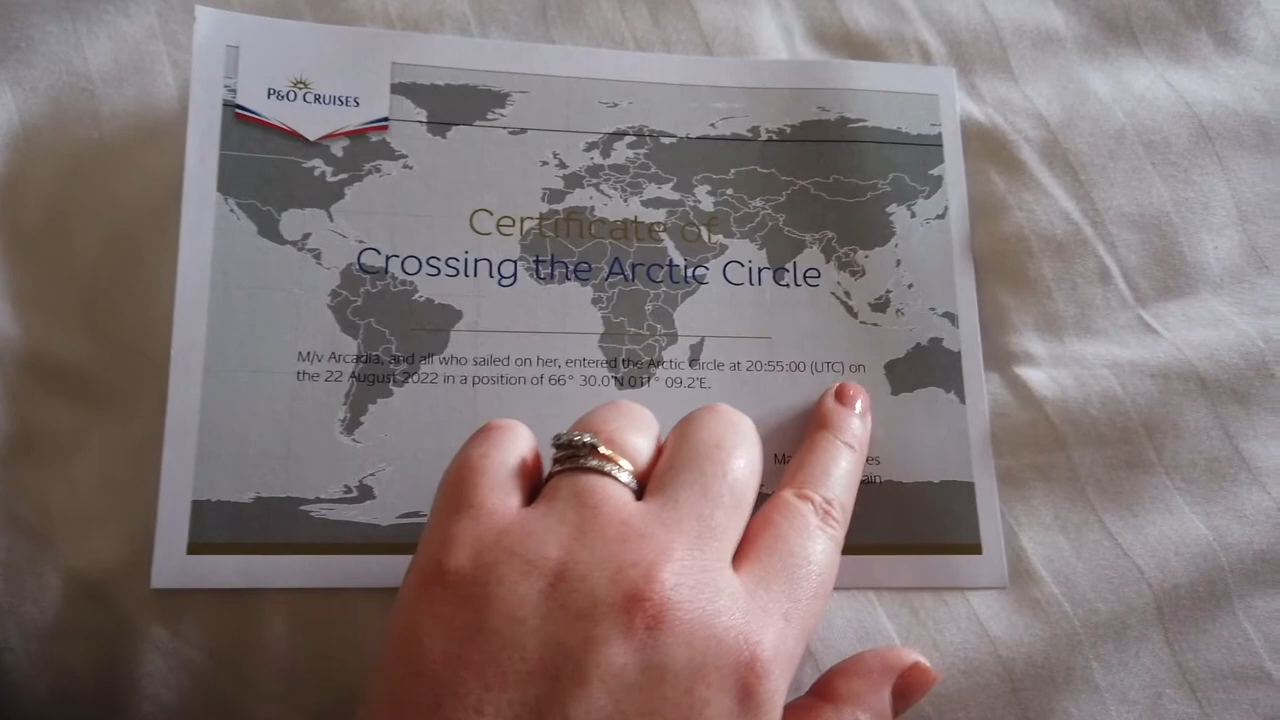 P&O CRUISES
Certificate of
Crossing the Arctic Circle
M/v Arcadia, and all who sailed on her, entered the Arctic Circle at 20:55:00 (UTC) on
the 22 August 2022 in a position of 66° 30.0'N 011° 09.2'E.